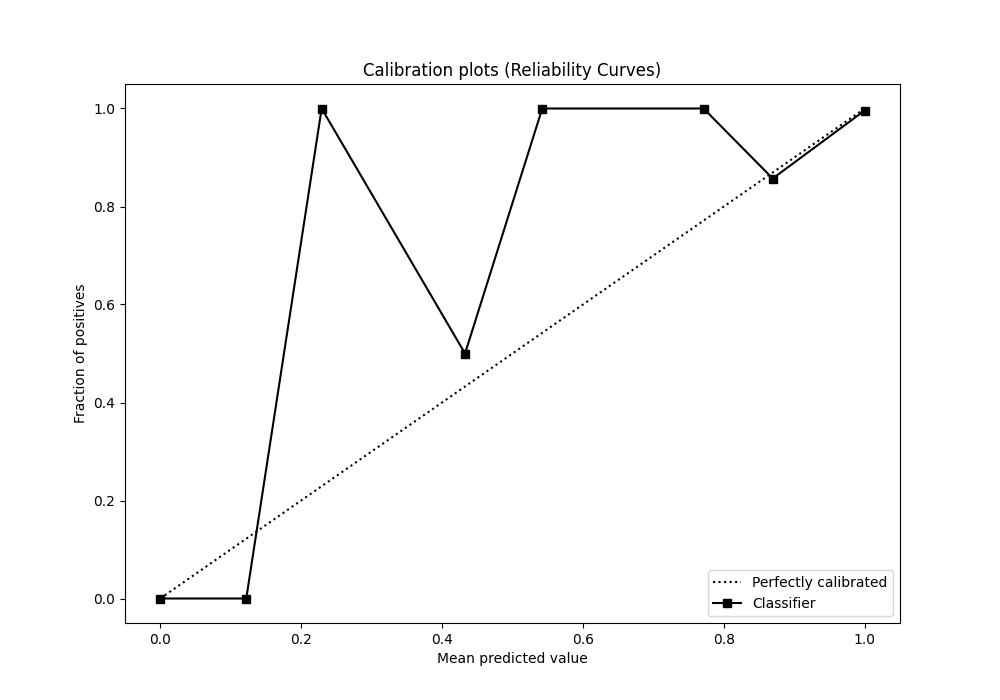 Calibration plots (Reliability Curves)
1.0
0.8
0.6
0.4
0.2
0.0
Fraction of positives
0.0 0.2 0.4 0.6 0.8 1.0
Mean predicted value
Perfectly calibrated
Classifier